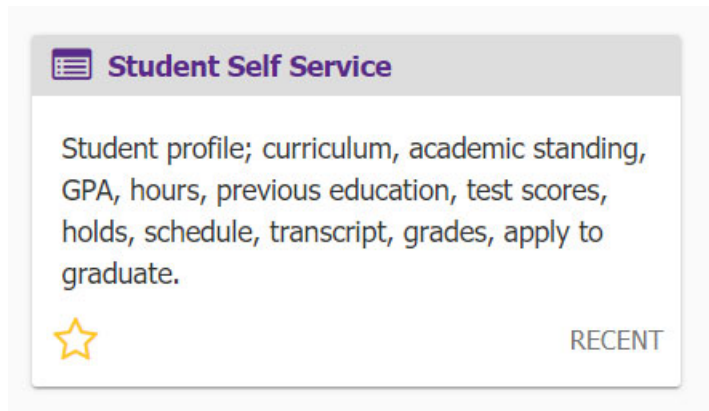 Student Self Service
Student profile; curriculum, academic standing,
GPA, hours, previous education, test scores,
holds, schedule, transcript, grades, apply to
graduate.
RECENT